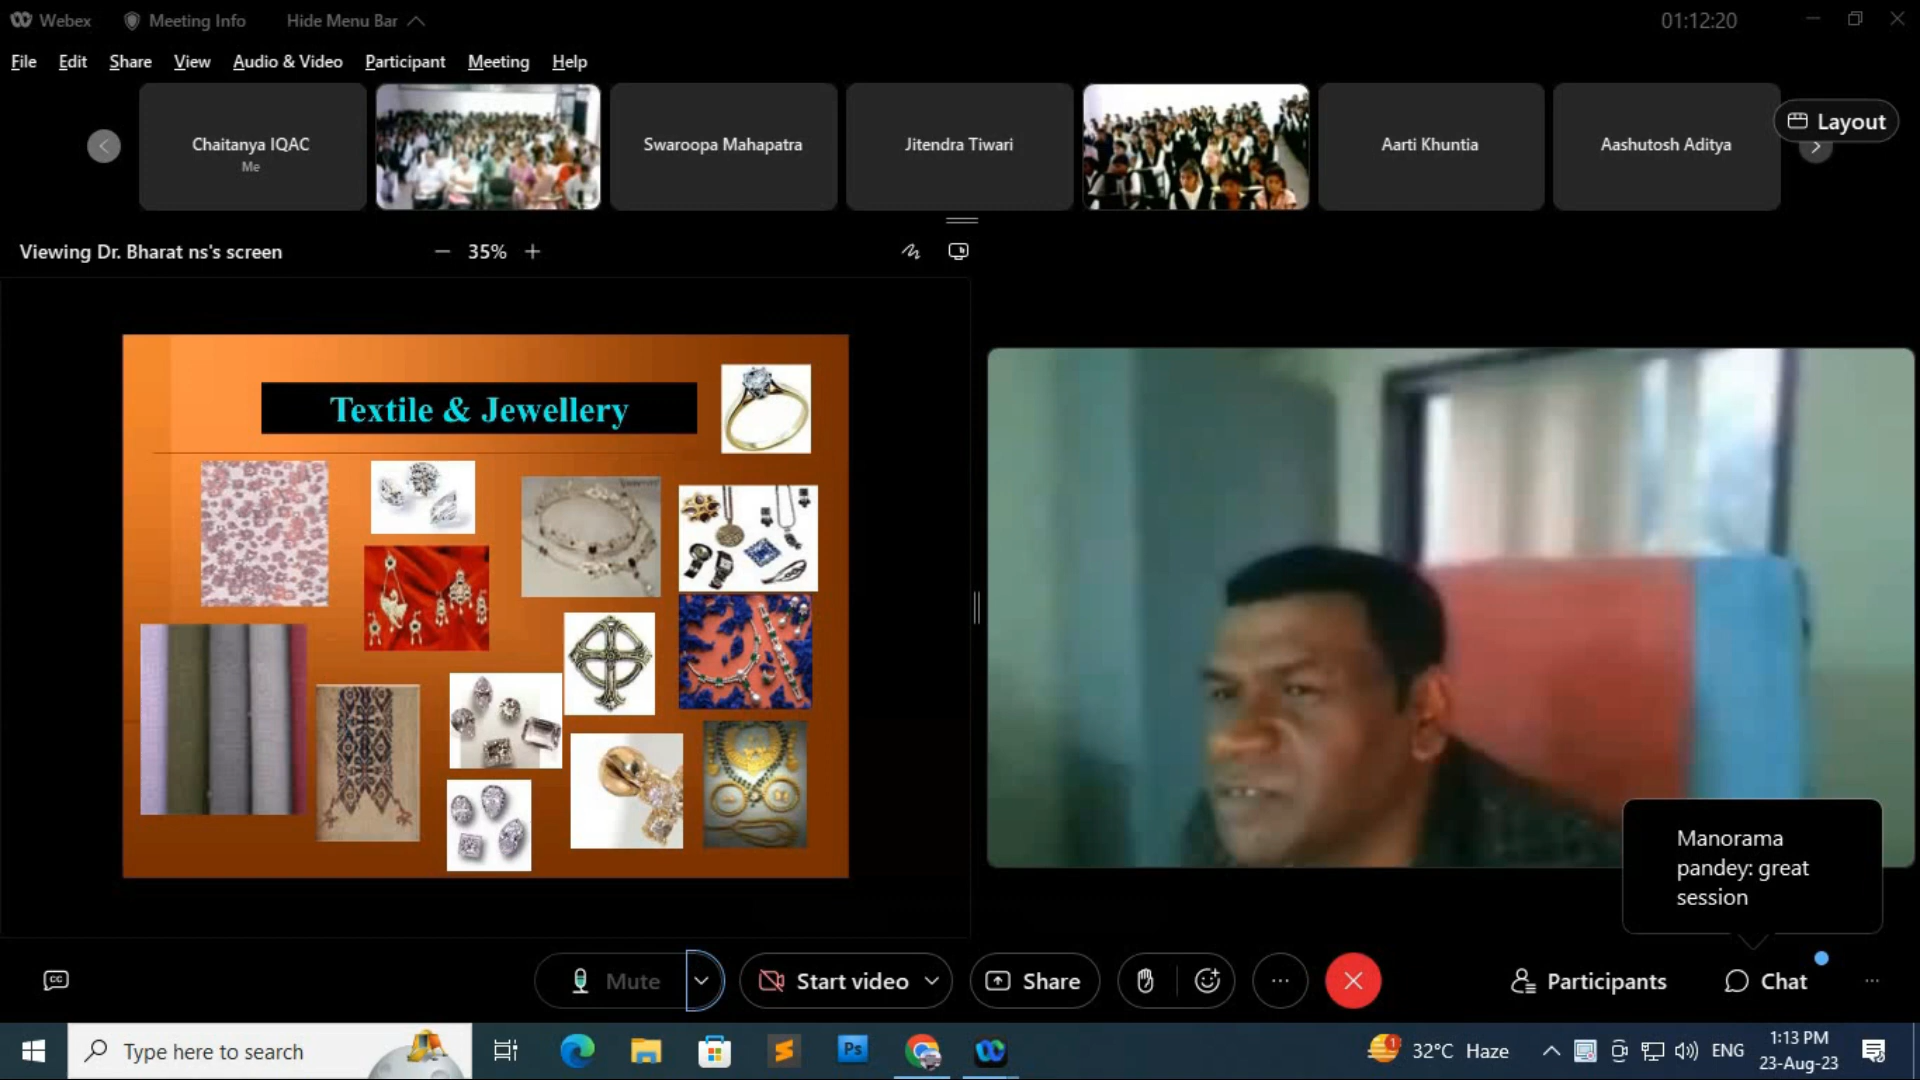 Webex
Meeting Info
Hide Menu Bar
01:12:20
File Edit Share View Audio & Video Participant Meeting Help
Chaitanya IQAC
Me
Swaroopa Mahapatra
Jitendra Tiwari
Aarti Khuntia
Aashutosh Aditya
Layout
Viewing Dr. Bharat ns's screen
35%
Textile & Jewellery
Manorama
pandey: great
session
CC
Mute
Start video
Share
Participants
Chat
Type here to search
Ps
1
32°C Haze
ENG
1:13 PM
23-Aug-23